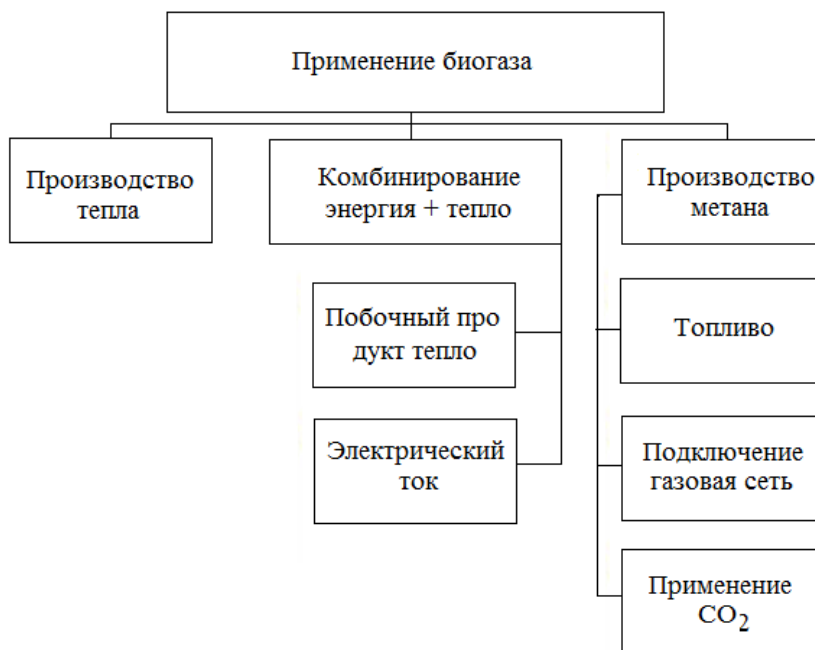 Применение биогаза
Производство
тепла
Комбинирование
энергия + тепло
Побочный про
дукт тепло
Электрический
ток
Производство
метана
Топливо
Подключение
газовая сеть
Применение
CO₂